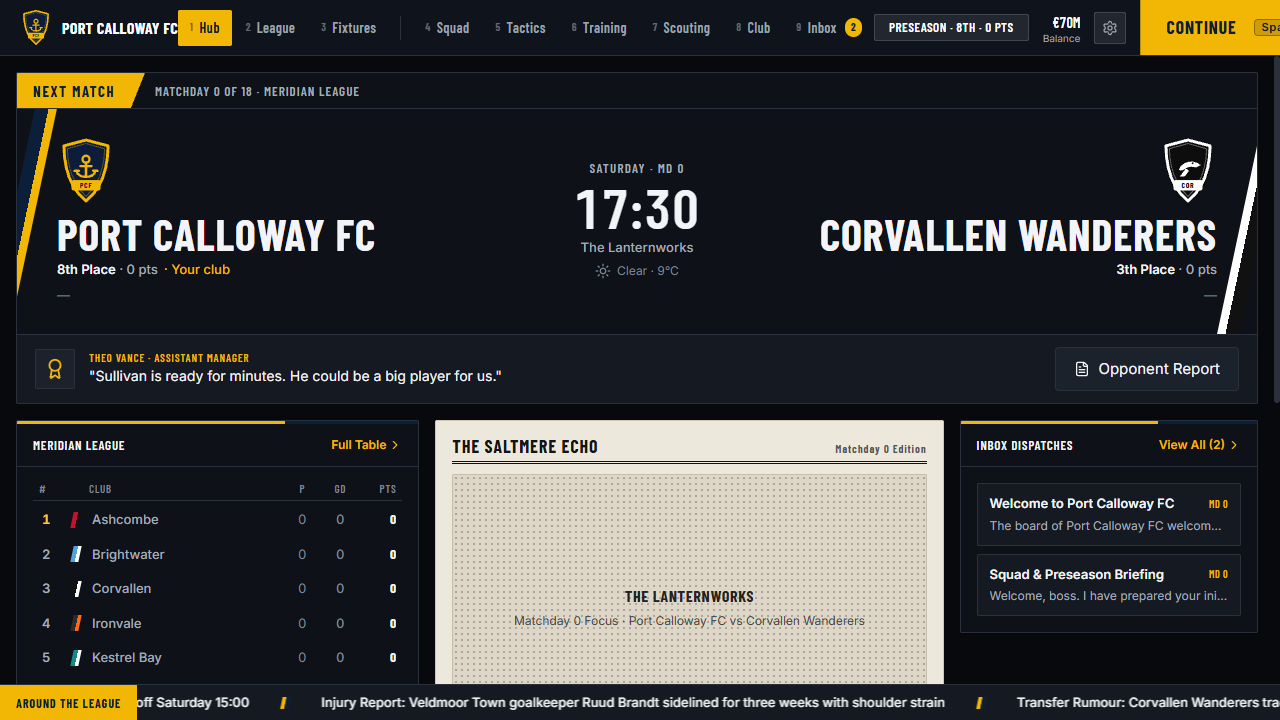 PORT CALLOWAY FC
1 Hub
2 League
3 Fixtures
4 Squad
5 Tactics
6 Training
7 Scouting
8 Club
9 Inbox 2
PRESEASON · 8TH · 0 PTS
€70M
Balance
CONTINUE
NEXT MATCH
MATCHDAY 0 OF 18 · MERIDIAN LEAGUE
PCF
PORT CALLOWAY FC
8th Place · 0 pts · Your club
—
SATURDAY · MD 0
17:30
The Lanternworks
Clear · 9°C
COR
CORVALLEN WANDERERS
3th Place · 0 pts
—
THEO VANCE · ASSISTANT MANAGER
"Sullivan is ready for minutes. He could be a big player for us."
Opponent Report
MERIDIAN LEAGUE
Full Table
# CLUB P GD PTS
1 Ashcombe 0 0 0
2 Brightwater 0 0 0
3 Corvallen 0 0 0
4 Ironvale 0 0 0
5 Kestrel Bay 0 0 0
THE SALTMERE ECHO
Matchday 0 Edition
THE LANTERNWORKS
Matchday 0 Focus · Port Calloway FC vs Corvallen Wanderers
INBOX DISPATCHES
View All (2)
Welcome to Port Calloway FC MD 0
The board of Port Calloway FC welcom...
Squad & Preseason Briefing MD 0
Welcome, boss. I have prepared your ini...
AROUND THE LEAGUE
off Saturday 15:00
Injury Report: Veldmoor Town goalkeeper Ruud Brandt sidelined for three weeks with shoulder strain
Transfer Rumour: Corvallen Wanderers